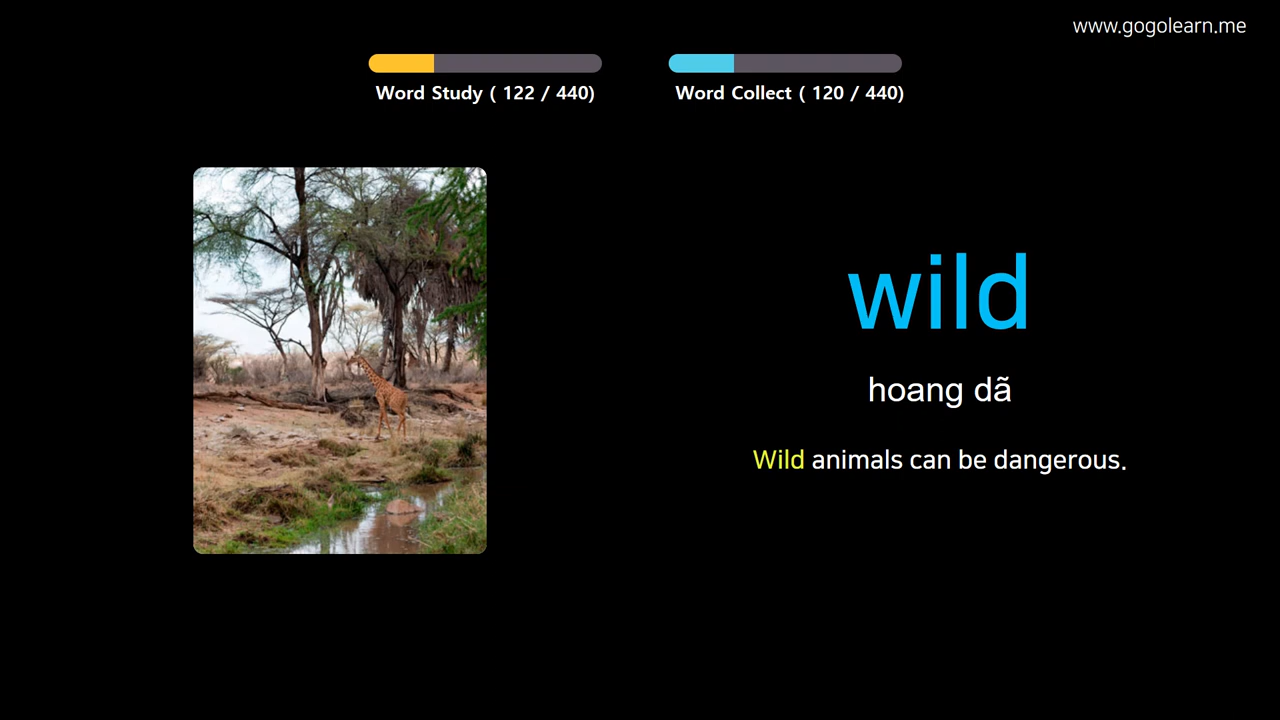 www.gogolearn.me
Word Study ( 122 / 440)
Word Collect ( 120 / 440)
wild
hoang dã
Wild animals can be dangerous.